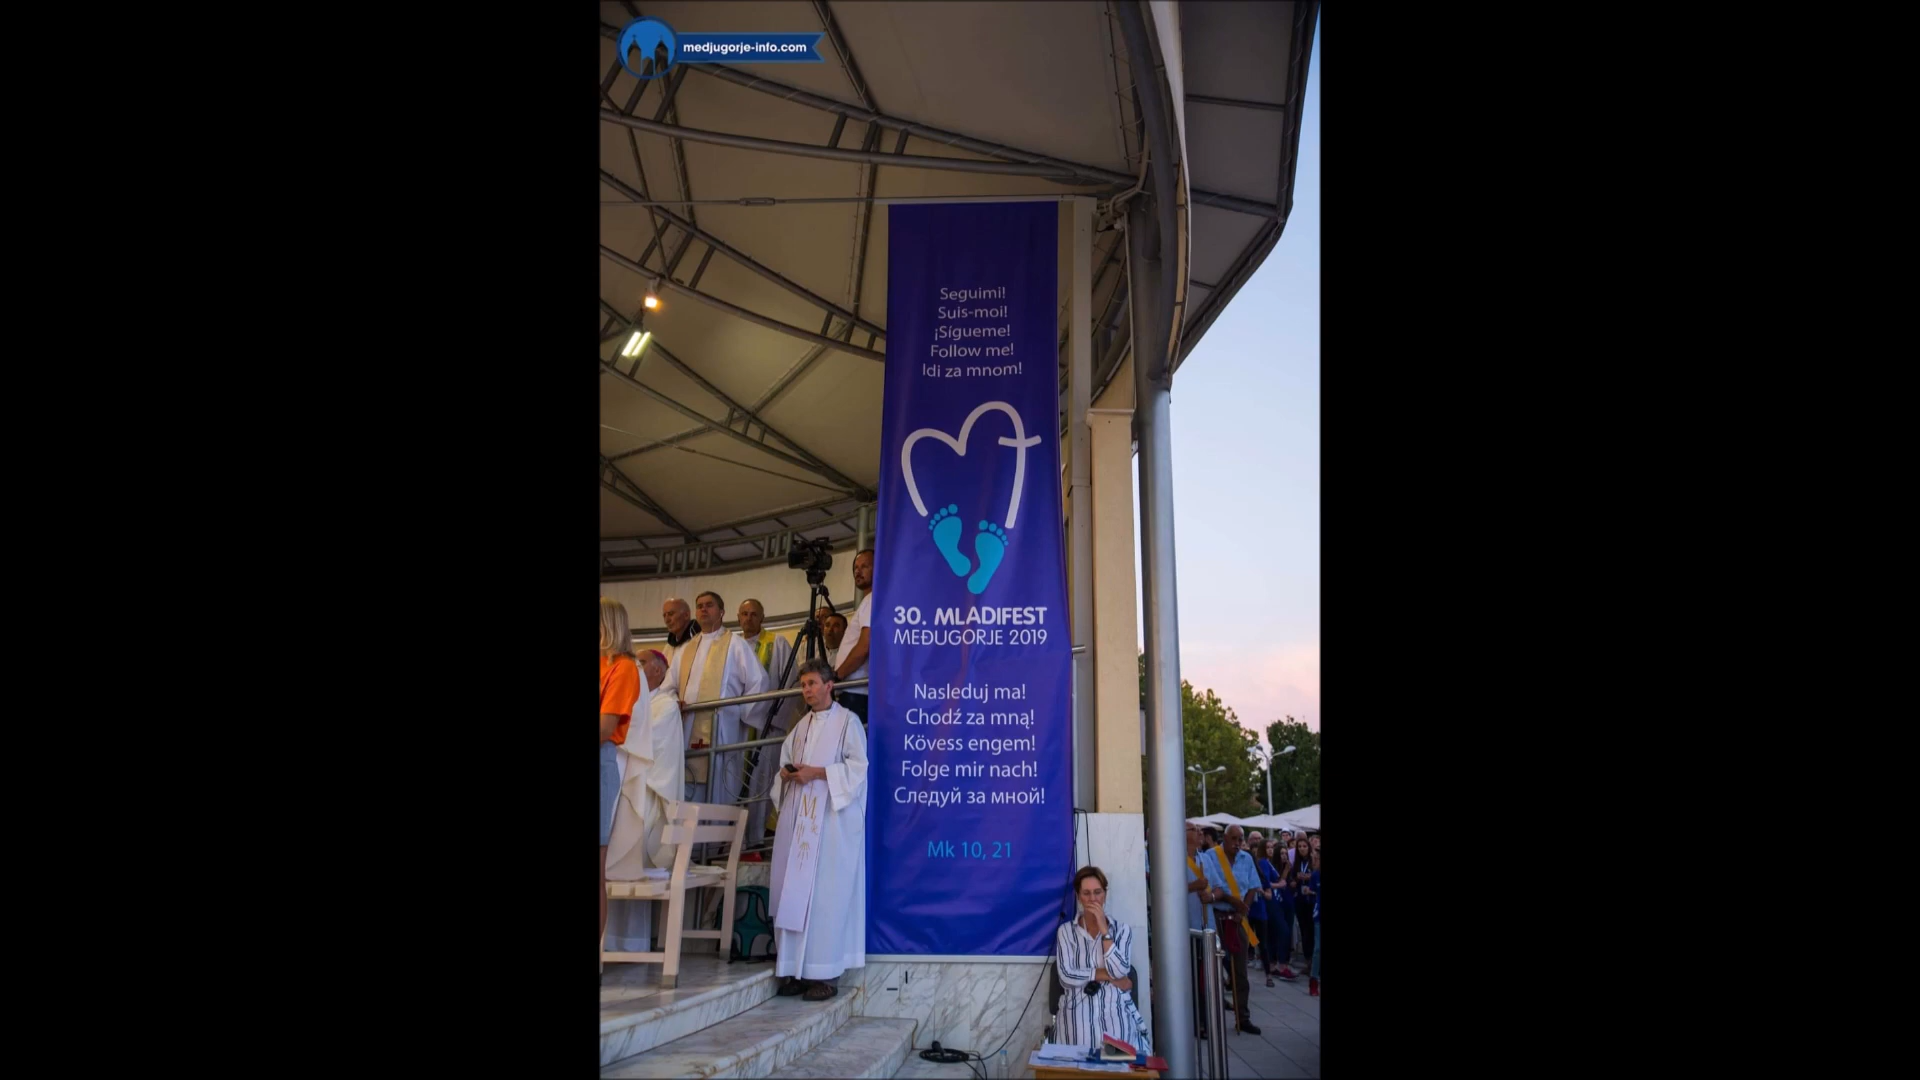 medjugorje-info.com
Seguimi!
Suis-moi!
¡Sígueme!
Follow me!
Idi za mnom!
30. MLADIFEST
MEĐUGORJE 2019
Nasleduj ma!
Chodź za mną!
Kövess engem!
Folge mir nach!
Следуй за мной!
Mk 10, 21